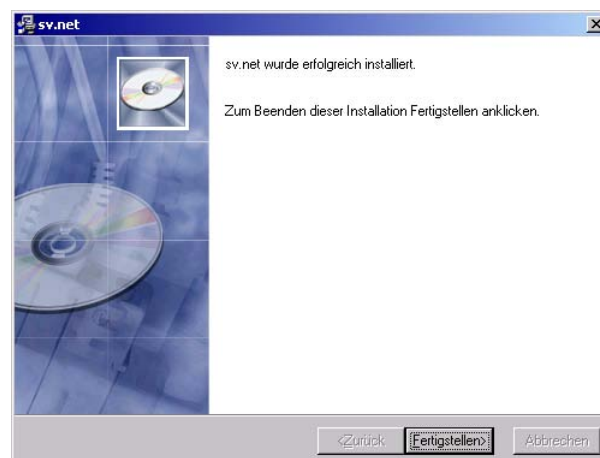 sv.net
sv.net wurde erfolgreich installiert.
Zum Beenden dieser Installation Fertigstellen anklicken.
<Zurück Fertigstellen> Abbrechen